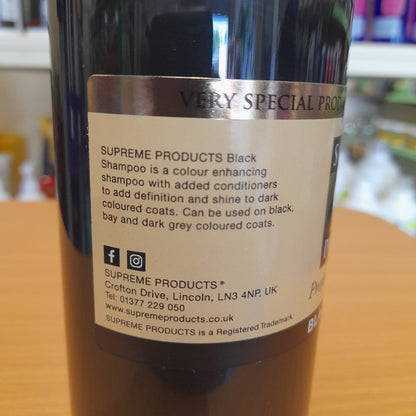 VERY SPECIAL
SUPREME PRODUCTS Black
Shampoo is a colour enhancing
shampoo with added conditioners
to add definition and shine to dark
coloured coats. Can be used on black,
bay and dark grey coloured coats.
SUPREME PRODUCTS®
Crofton Drive, Lincoln, LN3 4NP, UK
Tel: 01377 229 050
www.supremeproducts.co.uk
SUPREME PRODUCTS is a Registered Trademark